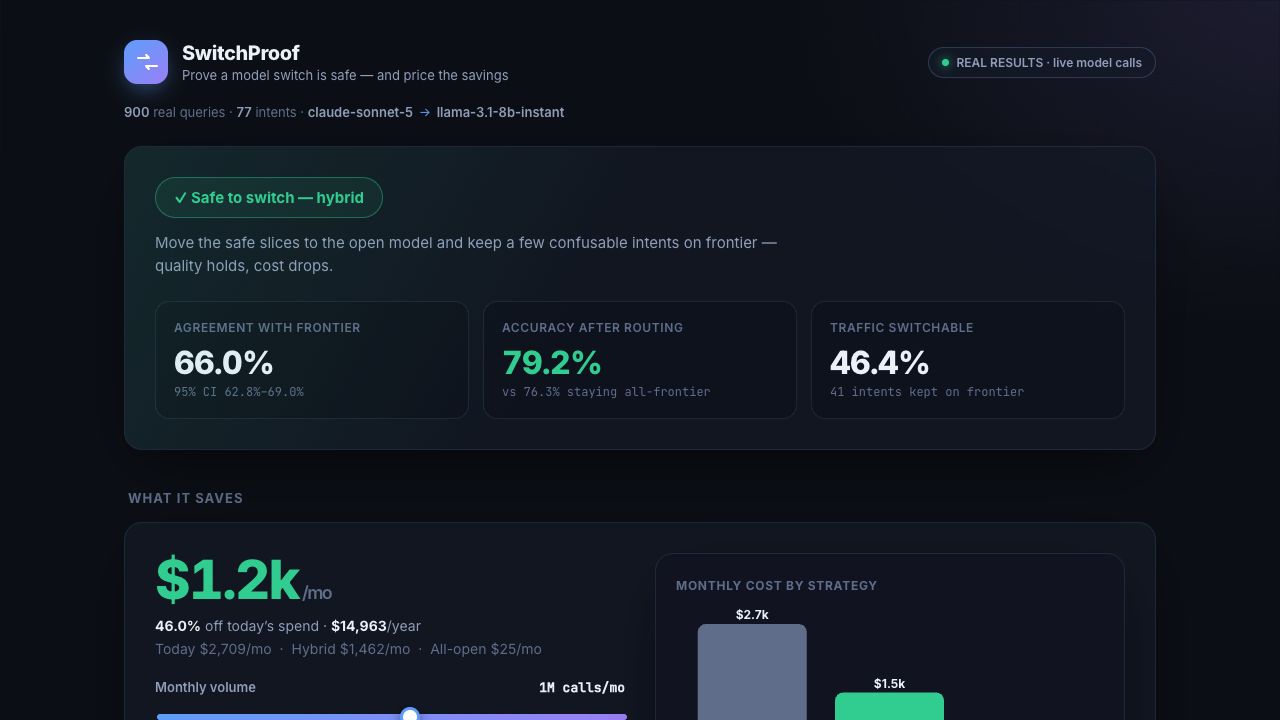 SwitchProof
Prove a model switch is safe — and price the savings
REAL RESULTS · live model calls
900 real queries · 77 intents · claude-sonnet-5 → llama-3.1-8b-instant
✓ Safe to switch — hybrid
Move the safe slices to the open model and keep a few confusable intents on frontier —
quality holds, cost drops.
AGREEMENT WITH FRONTIER
66.0%
95% CI 62.8%–69.0%
ACCURACY AFTER ROUTING
79.2%
vs 76.3% staying all-frontier
TRAFFIC SWITCHABLE
46.4%
41 intents kept on frontier
WHAT IT SAVES
$1.2k/mo
46.0% off today's spend · $14,963/year
Today $2,709/mo · Hybrid $1,462/mo · All-open $25/mo
Monthly volume
1M calls/mo
MONTHLY COST BY STRATEGY
$2.7k
$1.5k